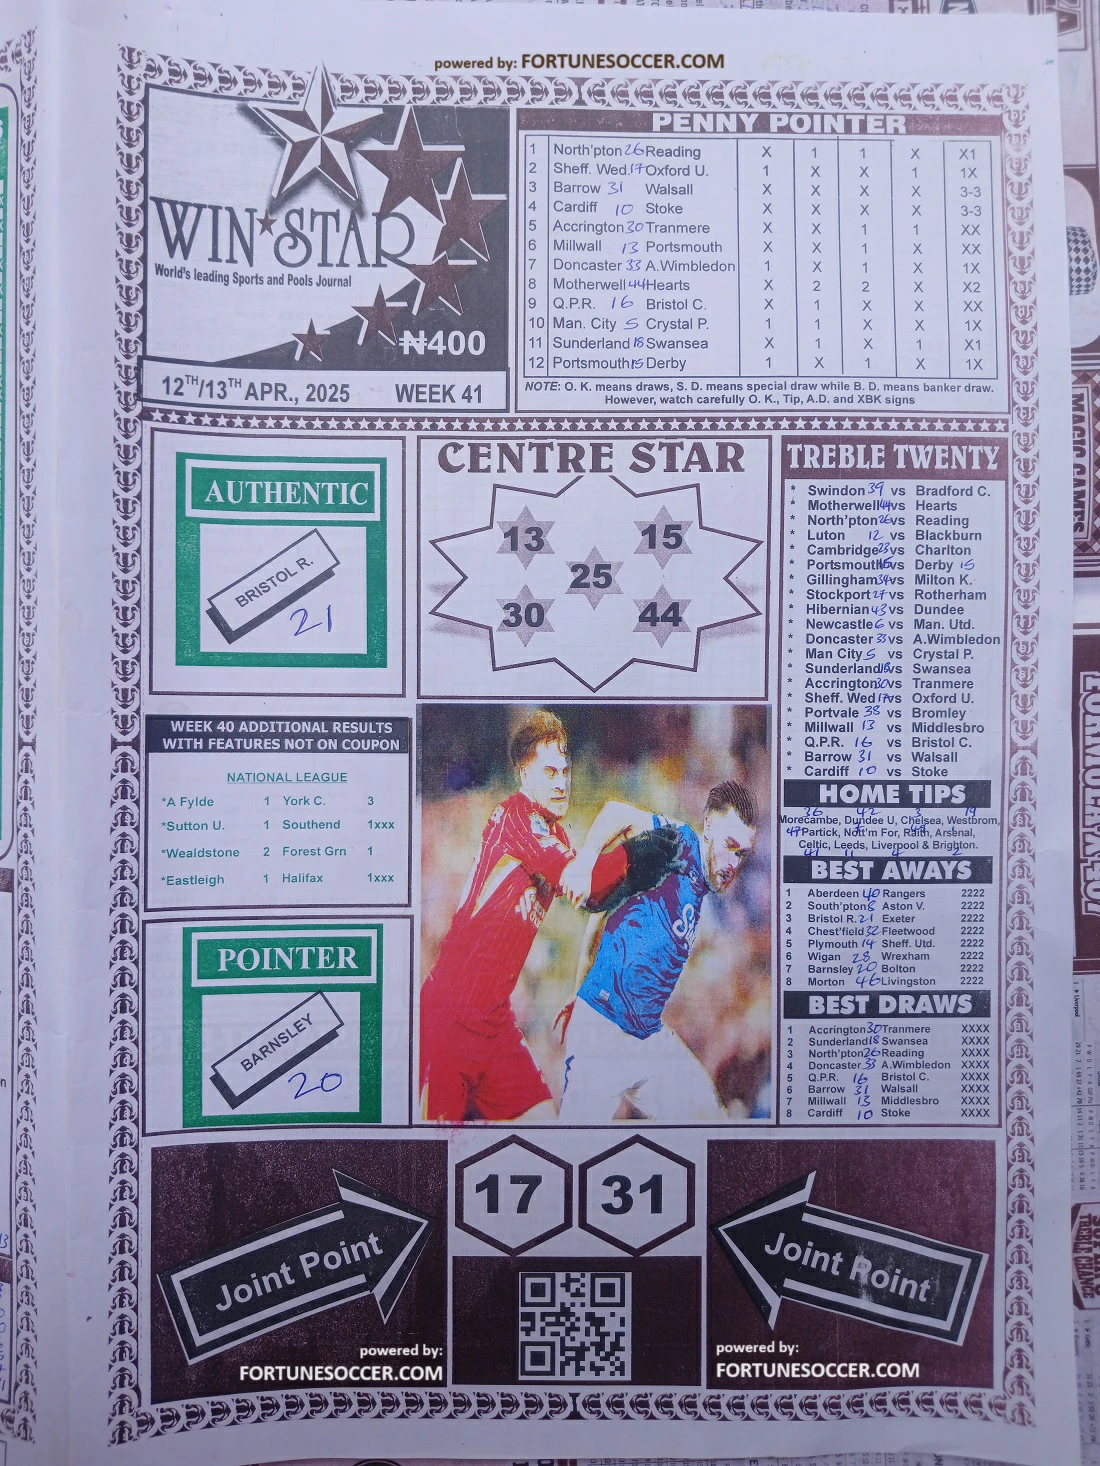 powered by: FORTUNESOCCER.COM
WIN STAR
World's leading Sports and Pools Journal
₦400
12TH/13TH APR., 2025 WEEK 41
PENNY POINTER
1 North'pton 26 Reading X 1 1 X X1
2 Sheff. Wed. 17 Oxford U. 1 X X 1 1X
3 Barrow 31 Walsall X X X X 3-3
4 Cardiff 10 Stoke X X X X 3-3
5 Accrington 30 Tranmere X X 1 1 XX
6 Millwall 13 Portsmouth X X 1 X XX
7 Doncaster 33 A.Wimbledon 1 X 1 X 1X
8 Motherwell 44 Hearts X 2 2 X X2
9 Q.P.R. 16 Bristol C. X 1 X X XX
10 Man. City 5 Crystal P. 1 1 X X 1X
11 Sunderland 18 Swansea X 1 X 1 X1
12 Portsmouth 15 Derby 1 X 1 X 1X
NOTE: O. K. means draws, S. D. means special draw while B. D. means banker draw.
However, watch carefully O. K., Tip, A.D. and XBK signs
AUTHENTIC
BRISTOL R.
21
CENTRE STAR
13 15
25
30 44
TREBLE TWENTY
* Swindon 39 vs Bradford C.
* Motherwell 44 vs Hearts
* North'pton 26 vs Reading
* Luton 12 vs Blackburn
* Cambridge 23 vs Charlton
* Portsmouth vs Derby 15
* Gillingham 34 vs Milton K.
* Stockport 27 vs Rotherham
* Hibernian 43 vs Dundee
* Newcastle 6 vs Man. Utd.
* Doncaster 33 vs A.Wimbledon
* Man City 5 vs Crystal P.
* Sunderland 18 vs Swansea
* Accrington 30 vs Tranmere
* Sheff. Wed 17 vs Oxford U.
* Portvale 38 vs Bromley
* Millwall 13 vs Middlesbro
* Q.P.R. 16 vs Bristol C.
* Barrow 31 vs Walsall
* Cardiff 10 vs Stoke
WEEK 40 ADDITIONAL RESULTS
WITH FEATURES NOT ON COUPON
NATIONAL LEAGUE
*A Fylde 1 York C. 3
*Sutton U. 1 Southend 1xxx
*Wealdstone 2 Forest Grn 1
*Eastleigh 1 Halifax 1xxx
HOME TIPS
36 42 3 19
Morecambe, Dundee U, Chelsea, Westbrom,
47 Partick, Nott'm For, Raith, Arsenal,
Celtic, Leeds, Liverpool & Brighton.
41 11 4 2
BEST AWAYS
1 Aberdeen 40 Rangers 2222
2 South'pton 8 Aston V. 2222
3 Bristol R. 21 Exeter 2222
4 Chest'field 32 Fleetwood 2222
5 Plymouth 14 Sheff. Utd. 2222
6 Wigan 28 Wrexham 2222
7 Barnsley 20 Bolton 2222
8 Morton 46 Livingston 2222
BEST DRAWS
1 Accrington 30 Tranmere XXXX
2 Sunderland 18 Swansea XXXX
3 North'pton 26 Reading XXXX
4 Doncaster 33 A.Wimbledon XXXX
5 Q.P.R. 16 Bristol C. XXXX
6 Barrow 31 Walsall XXXX
7 Millwall 13 Middlesbro XXXX
8 Cardiff 10 Stoke XXXX
POINTER
BARNSLEY
20
Joint Point
17 31
Joint Point
powered by:
FORTUNESOCCER.COM
powered by:
FORTUNESOCCER.COM
MAGIC GAMES